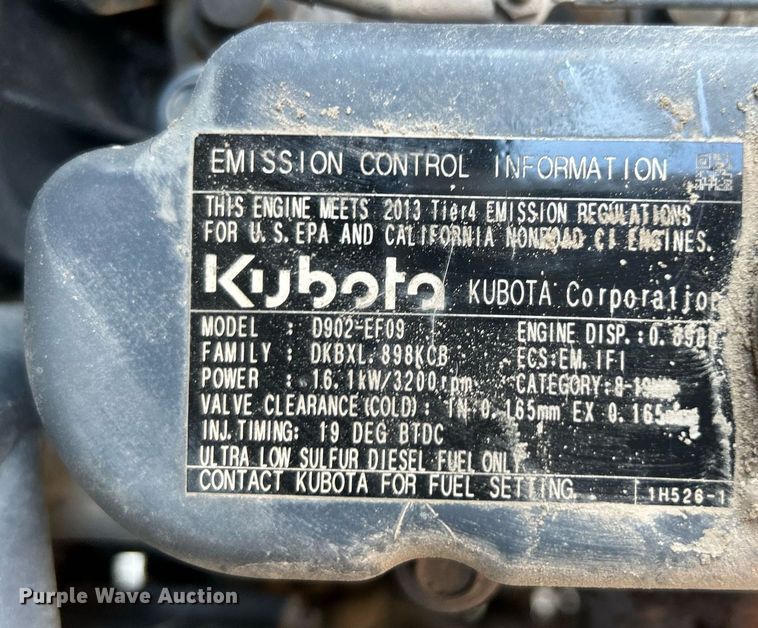 EMISSION CONTROL INFORMATION
THIS ENGINE MEETS 2013 Tier4 EMISSION REGULATIONS
FOR U.S.EPA AND CALIFORNIA NONROAD CI ENGINES.
Kubota KUBOTA Corporation
MODEL : D902-EF09 ENGINE DISP.:
FAMILY : DKBXL.898KCB ECS:EM, IFI
POWER : 16.1kW/3200rpm CATEGORY:
VALVE CLEARANCE(COLD): IN 0.165mm EX 0.165mm
INJ.TIMING: 19 DEG BTDC
ULTRA LOW SULFUR DIESEL FUEL ONLY
CONTACT KUBOTA FOR FUEL SETTING. 1H526-1
Purple Wave Auction